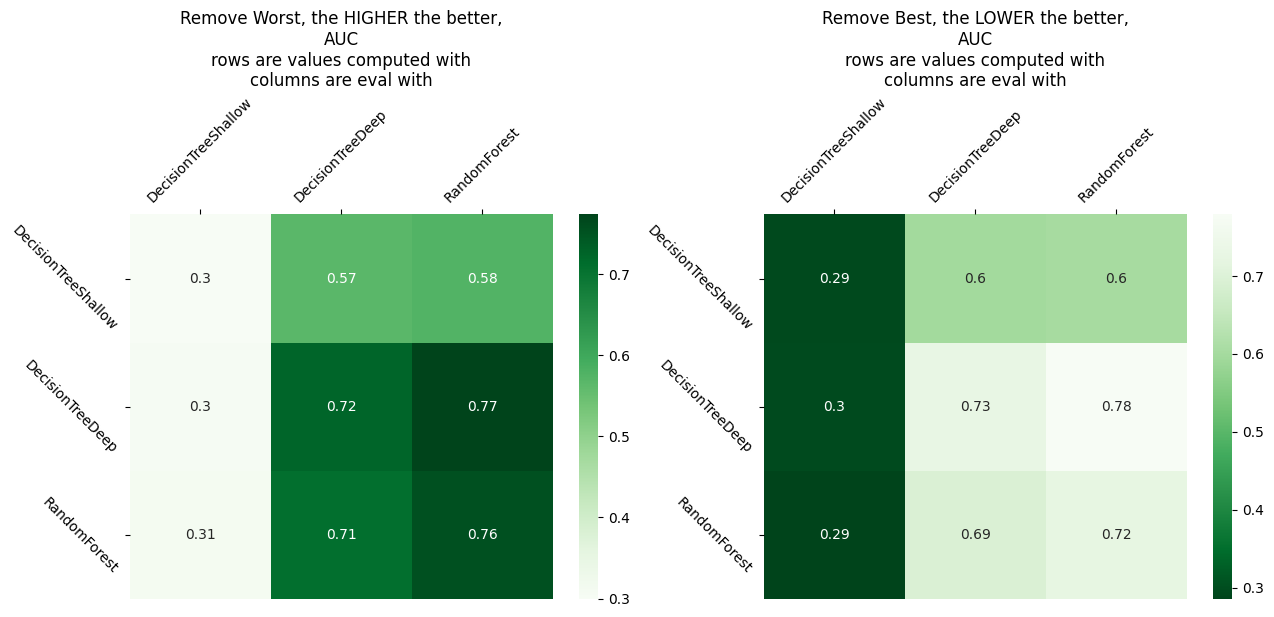 Remove Worst, the HIGHER the better,
AUC
rows are values computed with
columns are eval with
DecisionTreeShallow
DecisionTreeDeep
RandomForest
DecisionTreeShallow
0.3
0.57
0.58
DecisionTreeDeep
0.3
0.72
0.77
RandomForest
0.31
0.71
0.76
0.7
0.6
0.5
0.4
0.3
Remove Best, the LOWER the better,
AUC
rows are values computed with
columns are eval with
DecisionTreeShallow
DecisionTreeDeep
RandomForest
DecisionTreeShallow
0.29
0.6
0.6
DecisionTreeDeep
0.3
0.73
0.78
RandomForest
0.29
0.69
0.72
0.7
0.6
0.5
0.4
0.3